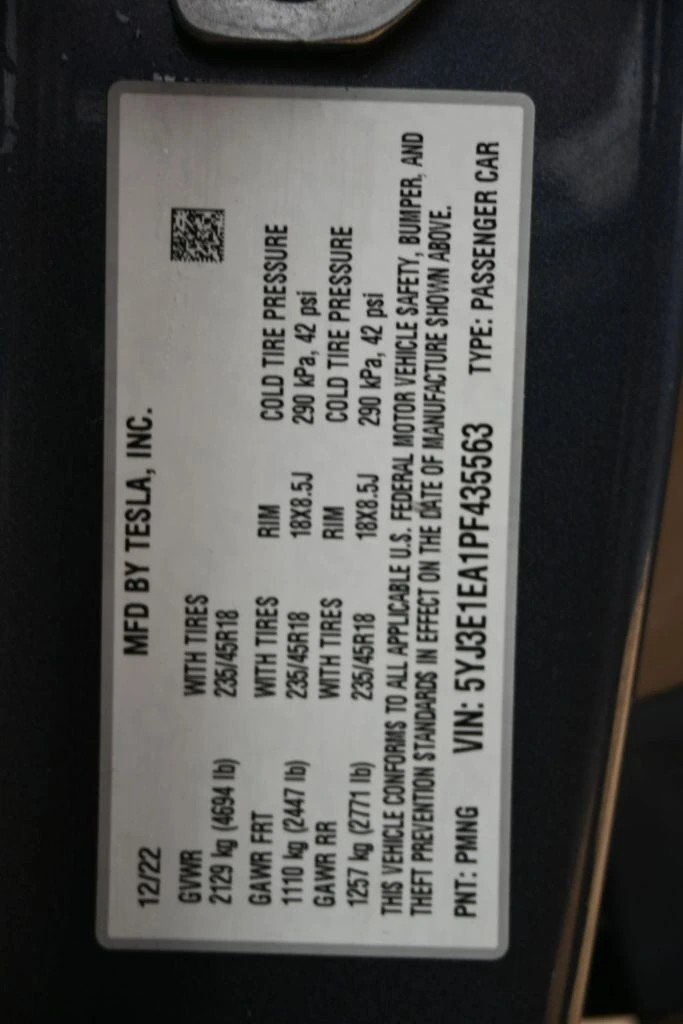 12/22 MFD BY TESLA, INC.
GVWR WITH TIRES
2129 kg (4694 lb) 235/45R18
GAWR FRT WITH TIRES RIM COLD TIRE PRESSURE
1110 kg (2447 lb) 235/45R18 18X8.5J 290 kPa, 42 psi
GAWR RR WITH TIRES RIM COLD TIRE PRESSURE
1257 kg (2771 lb) 235/45R18 18X8.5J 290 kPa, 42 psi
THIS VEHICLE CONFORMS TO ALL APPLICABLE U.S. FEDERAL MOTOR VEHICLE SAFETY, BUMPER, AND
THEFT PREVENTION STANDARDS IN EFFECT ON THE DATE OF MANUFACTURE SHOWN ABOVE.
PNT: PMNG VIN: 5YJ3E1EA1PF435563 TYPE: PASSENGER CAR